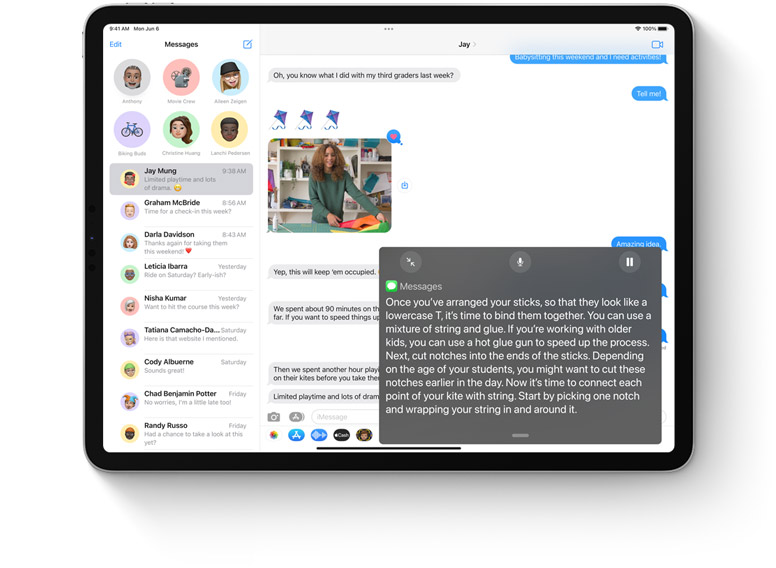 9:41 AM Mon Jun 6
100%
Edit
Messages
Anthony
Movie Crew
Aileen Zeigen
Biking Buds
Christine Huang
Lanchi Pedersen
Jay Mung
9:38 AM
Limited playtime and lots
of drama. 😋
Graham McBride
8:56 AM
Time for a check-in this week?
Darla Davidson
8:43 AM
Thanks again for taking them
this weekend! ❤️
Leticia Ibarra
Yesterday
Ride on Saturday? Early-ish?
Nisha Kumar
Yesterday
Want to hit the course this week?
Tatiana Camacho-Da...
Saturday
Here is that website I mentioned.
Cody Albuerne
Saturday
Sounds great!
Chad Benjamin Potter
Friday
No worries, I'm a little late too!
Randy Russo
Friday
Had a chance to take a look at this
yet?
Jay
Babysitting this weekend and I need activities!
Oh, you know what I did with my third graders last week?
Tell me!
🪁 🪁 🪁
Amazing idea,
Yep, this will keep 'em occupied.
We spent about 90 minutes on th
far. If you want to speed things up
Then we spent another hour play
on their kites before you take the
Limited playtime and lots of dram
iMessage
Cash
Messages
Once you've arranged your sticks, so that they look like a
lowercase T, it's time to bind them together. You can use a
mixture of string and glue. If you're working with older
kids, you can use a hot glue gun to speed up the process.
Next, cut notches into the ends of the sticks. Depending
on the age of your students, you might want to cut these
notches earlier in the day. Now it's time to connect each
point of your kite with string. Start by picking one notch
and wrapping your string in and around it.